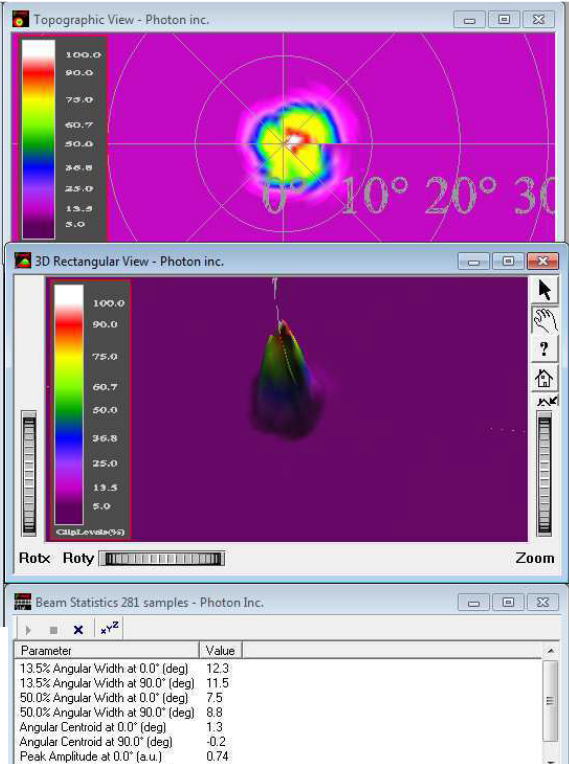 Topographic View - Photon inc.
100.0
90.0
75.0
60.7
50.0
36.8
25.0
13.5
5.0
0° 10° 20° 30
3D Rectangular View - Photon inc.
100.0
90.0
75.0
60.7
50.0
36.8
25.0
13.5
5.0
ClipLevels(%)
?
Rotx Roty Zoom
Beam Statistics 281 samples - Photon Inc.
Parameter Value
13.5% Angular Width at 0.0° (deg) 12.3
13.5% Angular Width at 90.0° (deg) 11.5
50.0% Angular Width at 0.0° (deg) 7.5
50.0% Angular Width at 90.0° (deg) 8.8
Angular Centroid at 0.0° (deg) 1.3
Angular Centroid at 90.0° (deg) -0.2
Peak Amplitude at 0.0° (a.u.) 0.74